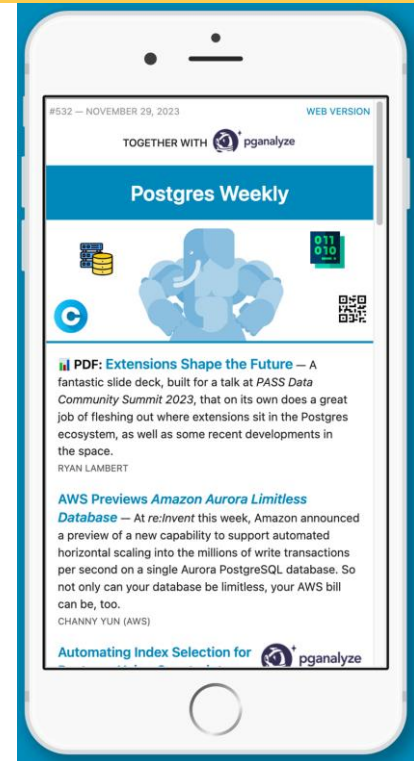 #532 — NOVEMBER 29, 2023 WEB VERSION
TOGETHER WITH pganalyze
Postgres Weekly
011
010
C
PDF: Extensions Shape the Future — A
fantastic slide deck, built for a talk at PASS Data
Community Summit 2023, that on its own does a great
job of fleshing out where extensions sit in the Postgres
ecosystem, as well as some recent developments in
the space.
RYAN LAMBERT
AWS Previews Amazon Aurora Limitless
Database — At re:Invent this week, Amazon announced
a preview of a new capability to support automated
horizontal scaling into the millions of write transactions
per second on a single Aurora PostgreSQL database. So
not only can your database be limitless, your AWS bill
can be, too.
CHANNY YUN (AWS)
Automating Index Selection for pganalyze